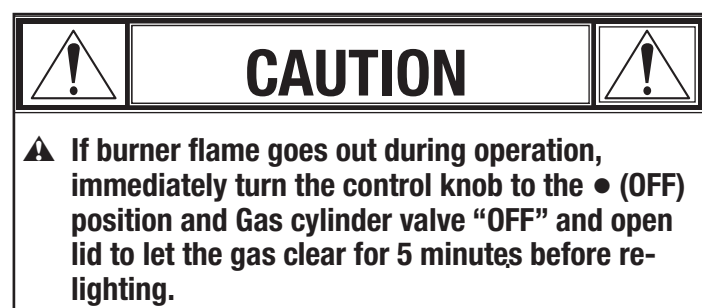 CAUTION
If burner flame goes out during operation,
immediately turn the control knob to the ● (OFF)
position and Gas cylinder valve “OFF” and open
lid to let the gas clear for 5 minutes before re-
lighting.